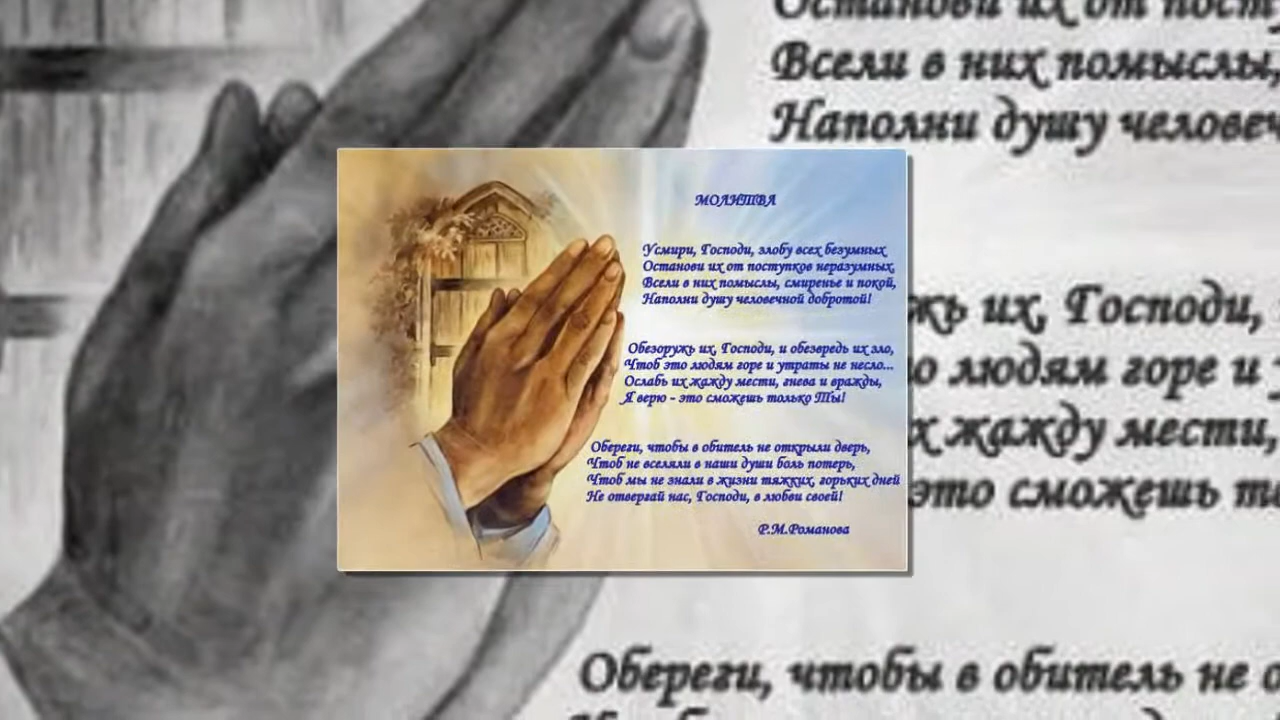 МОЛИТВА
Усмири, Господи, злобу всех безумных
Останови их от поступков неразумных,
Всели в них помыслы, смиренье и покой,
Наполни душу человечной добротой!
Обезоружь их, Господи, и обезвредь их зло,
Чтоб это людям горе и утраты не несло...
Ослабь их жажду мести, гнева и вражды,
Я верю - это сможешь только Ты!
Обереги, чтобы в обитель не открыли дверь,
Чтоб не вселяли в наши души боль потерь,
Чтоб мы не знали в жизни тяжких, горьких дней
Не отвергай нас, Господи, в любви своей!
Р.М.Романова
Останови их от пост
Всели в них помыслы,
Наполни душу человеч
жь их, Господи,
о людям горе и у
х жажду мести,
это сможешь т
Обереги, чтобы в обитель не о